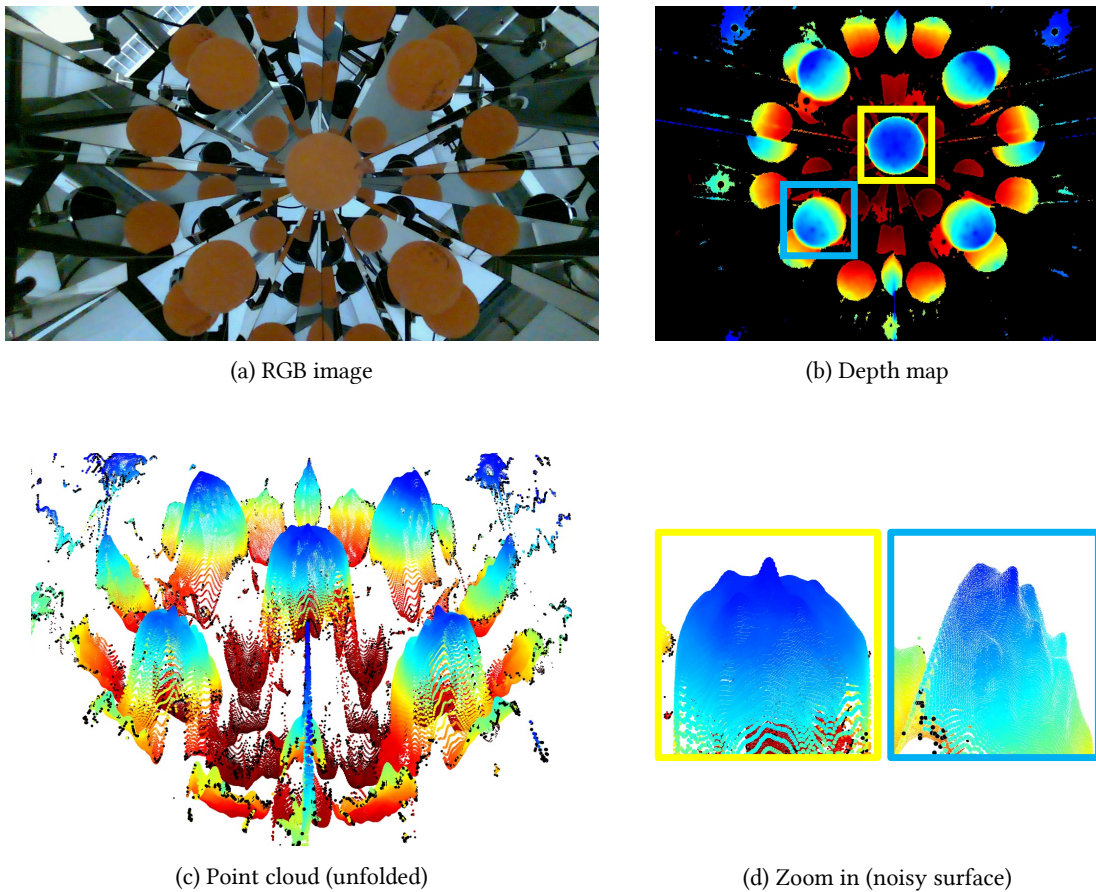 (a) RGB image
(b) Depth map
(c) Point cloud (unfolded)
(d) Zoom in (noisy surface)